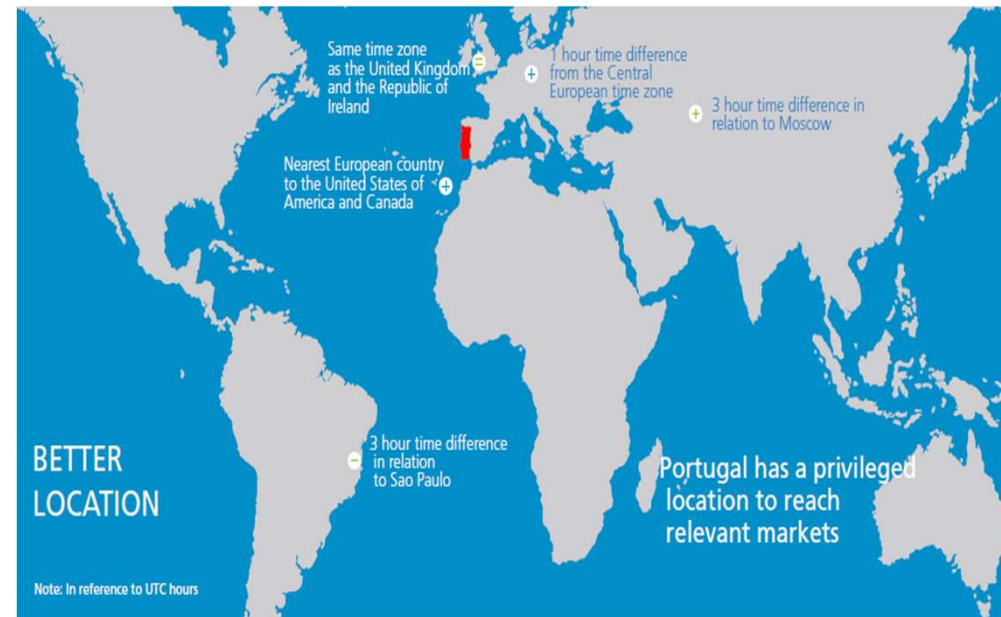 Same time zone
as the United Kingdom
and the Republic of
Ireland
=
1 hour time difference
from the Central
European time zone
+
3 hour time difference in
relation to Moscow
+
Nearest European country
to the United States of
America and Canada
+
3 hour time difference
in relation
to Sao Paulo
−
BETTER
LOCATION
Portugal has a privileged
location to reach
relevant markets
Note: In reference to UTC hours